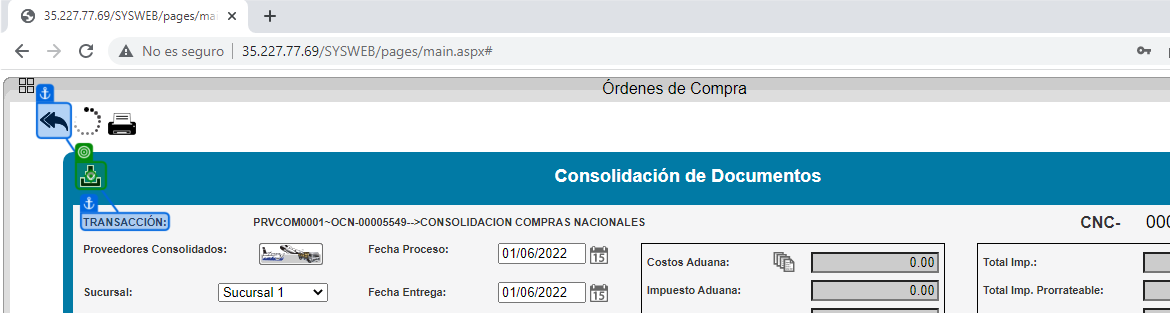 35.227.77.69/SYSWEB/pages/mai
No es seguro | 35.227.77.69/SYSWEB/pages/main.aspx#
Órdenes de Compra
Consolidación de Documentos
TRANSACCIÓN: PRVCOM0001~OCN-00005549-->CONSOLIDACION COMPRAS NACIONALES CNC- 000
Proveedores Consolidados: Fecha Proceso: 01/06/2022 15 Costos Aduana: 0.00 Total Imp.:
Sucursal: Sucursal 1 Fecha Entrega: 01/06/2022 15 Impuesto Aduana: 0.00 Total Imp. Prorrateable: